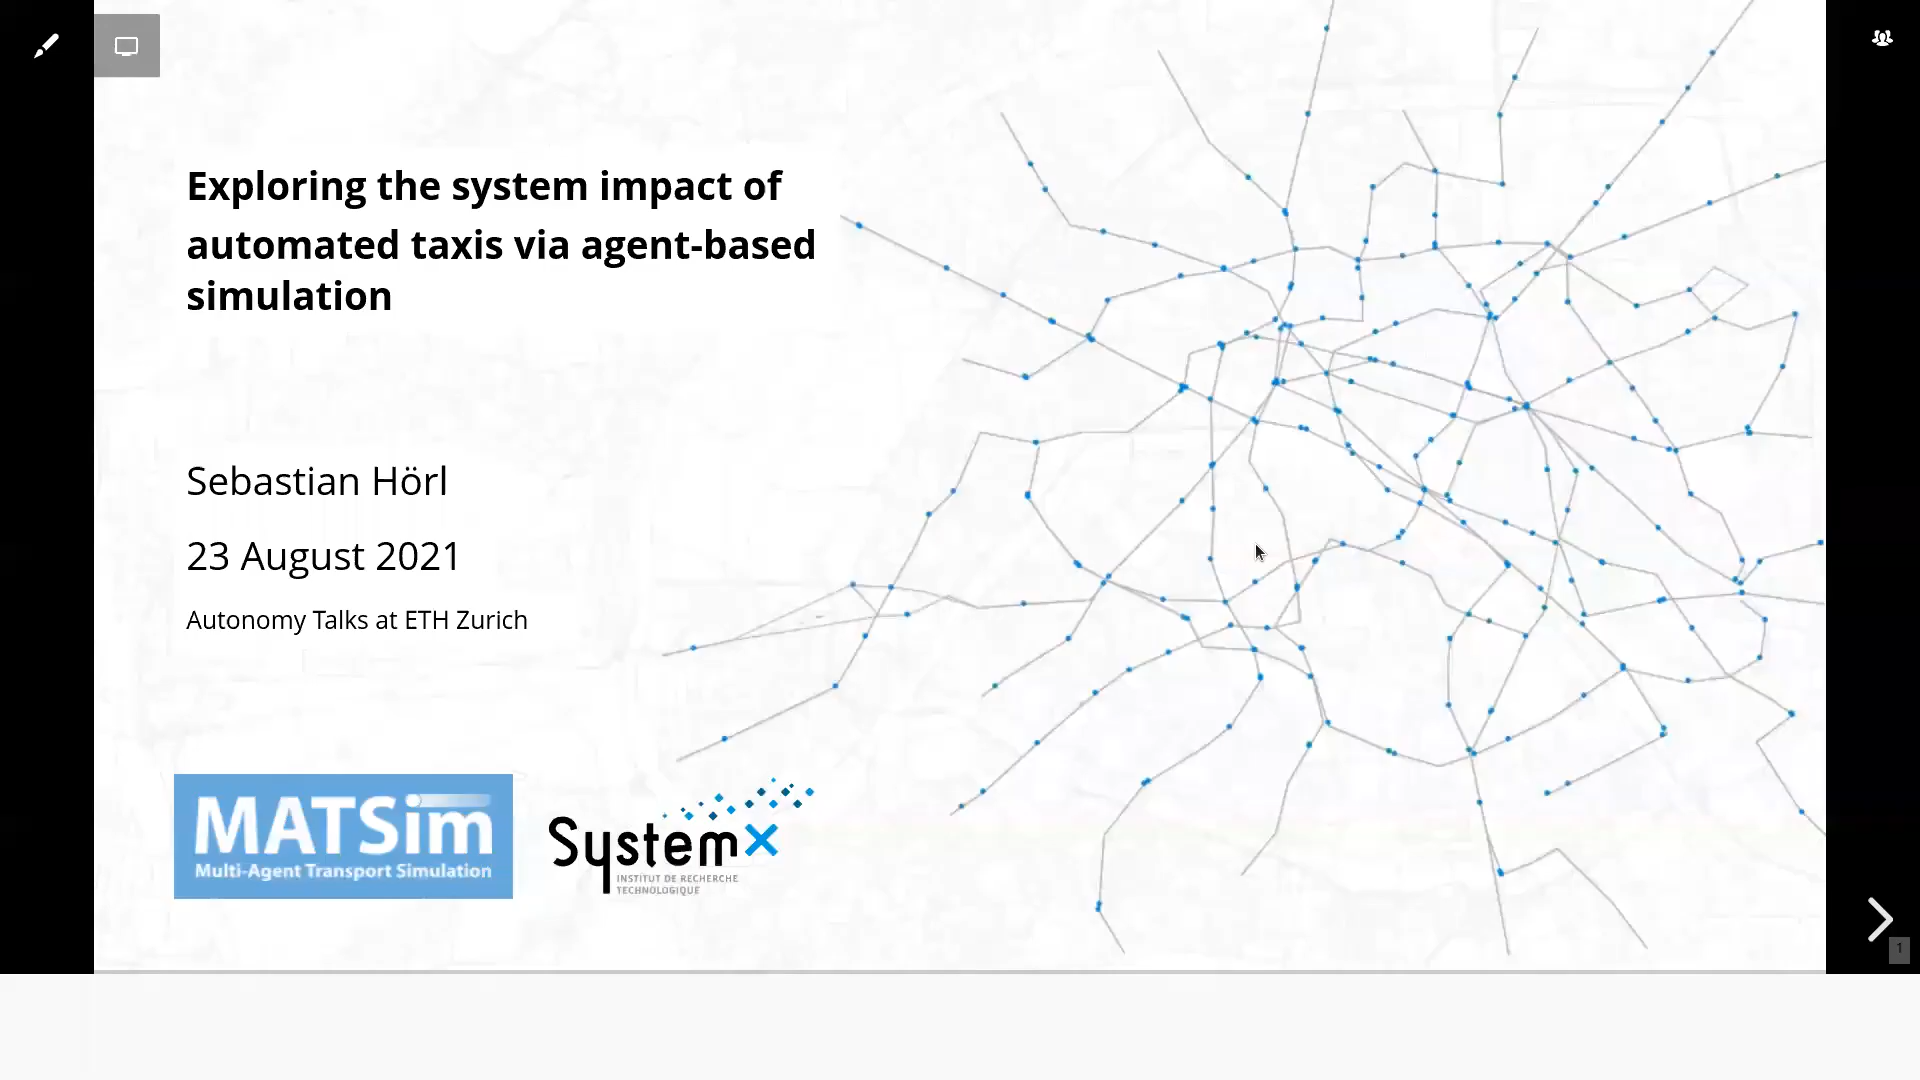 Exploring the system impact of
automated taxis via agent-based
simulation
Sebastian Hörl
23 August 2021
Autonomy Talks at ETH Zurich
MATSim
Multi-Agent Transport Simulation
SystemX
INSTITUT DE RECHERCHE
TECHNOLOGIQUE
1